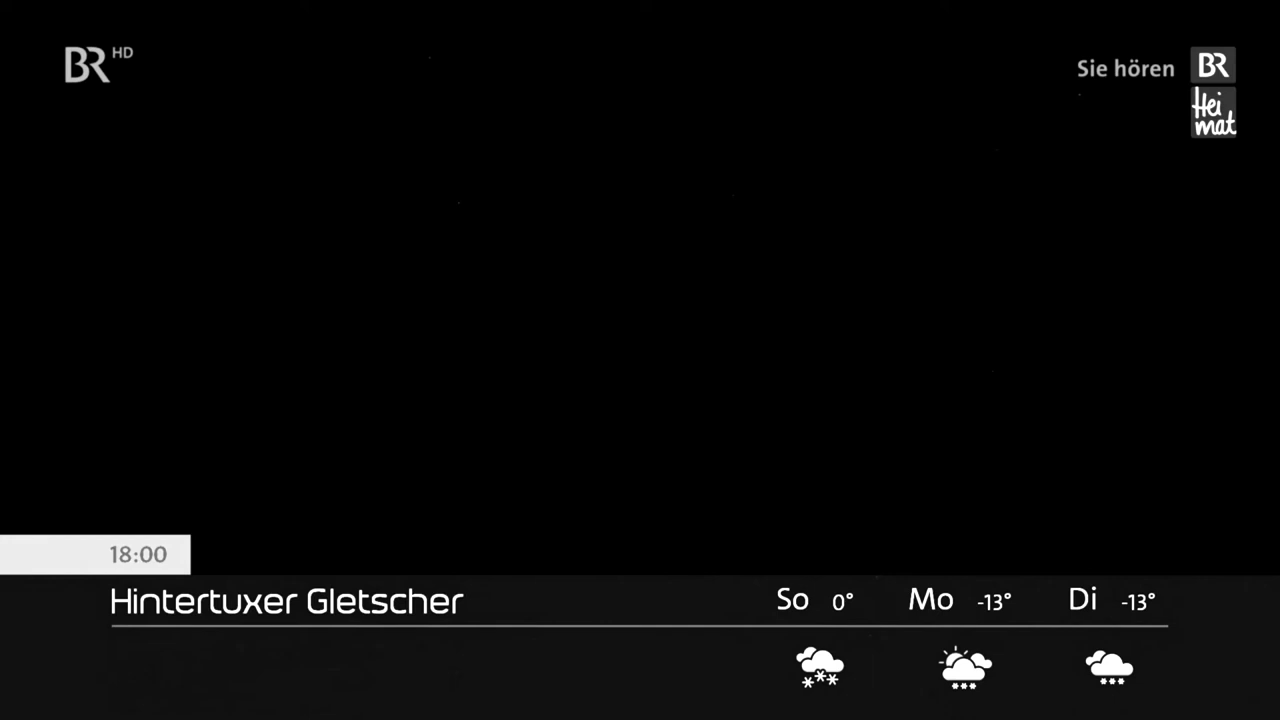 BR HD
Sie hören BR
Hei
mat
18:00
Hintertuxer Gletscher So 0° Mo -13° Di -13°